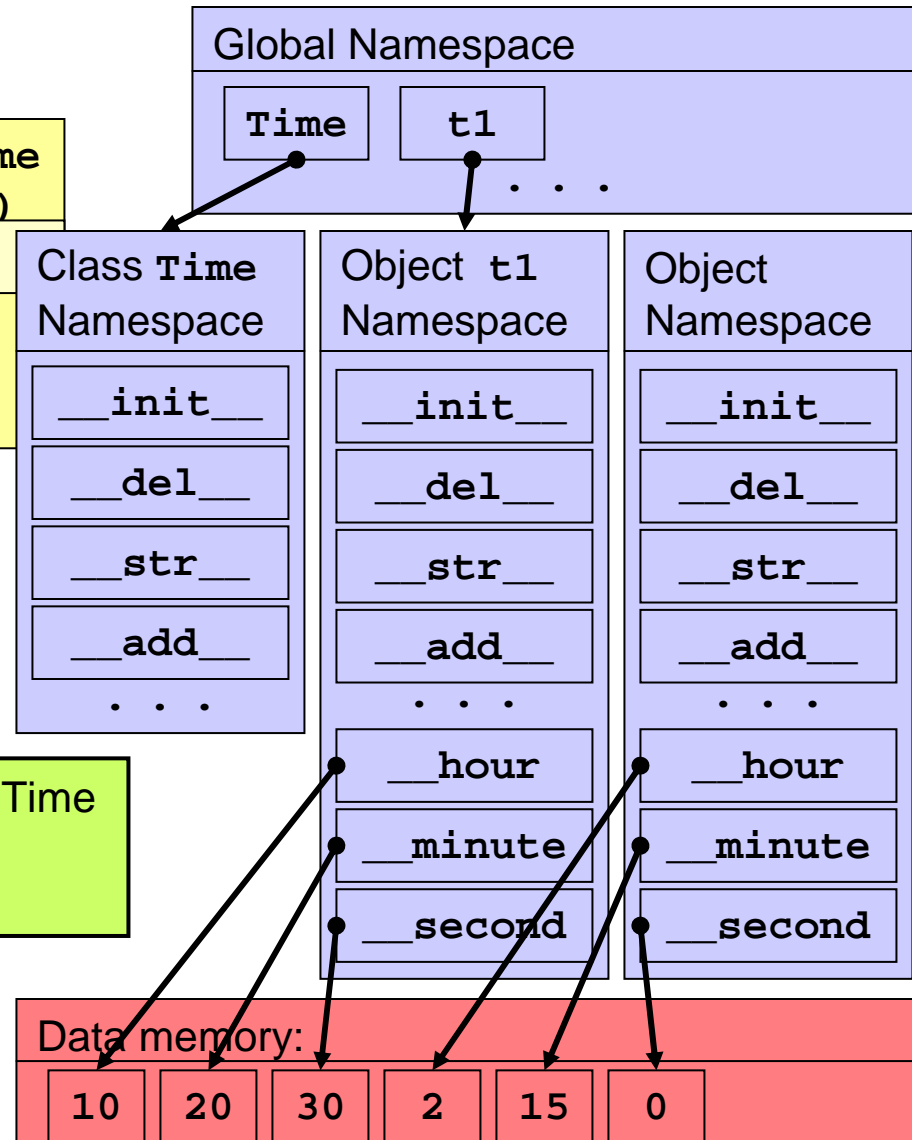 Global Namespace
Time
t1
. . .
me
)
Class Time
Namespace
__init__
__del__
__str__
__add__
. . .
Object t1
Namespace
__init__
__del__
__str__
__add__
. . .
__hour
__minute
__second
Object
Namespace
__init__
__del__
__str__
__add__
. . .
__hour
__minute
__second
Time
Data memory:
10 20 30 2 15 0